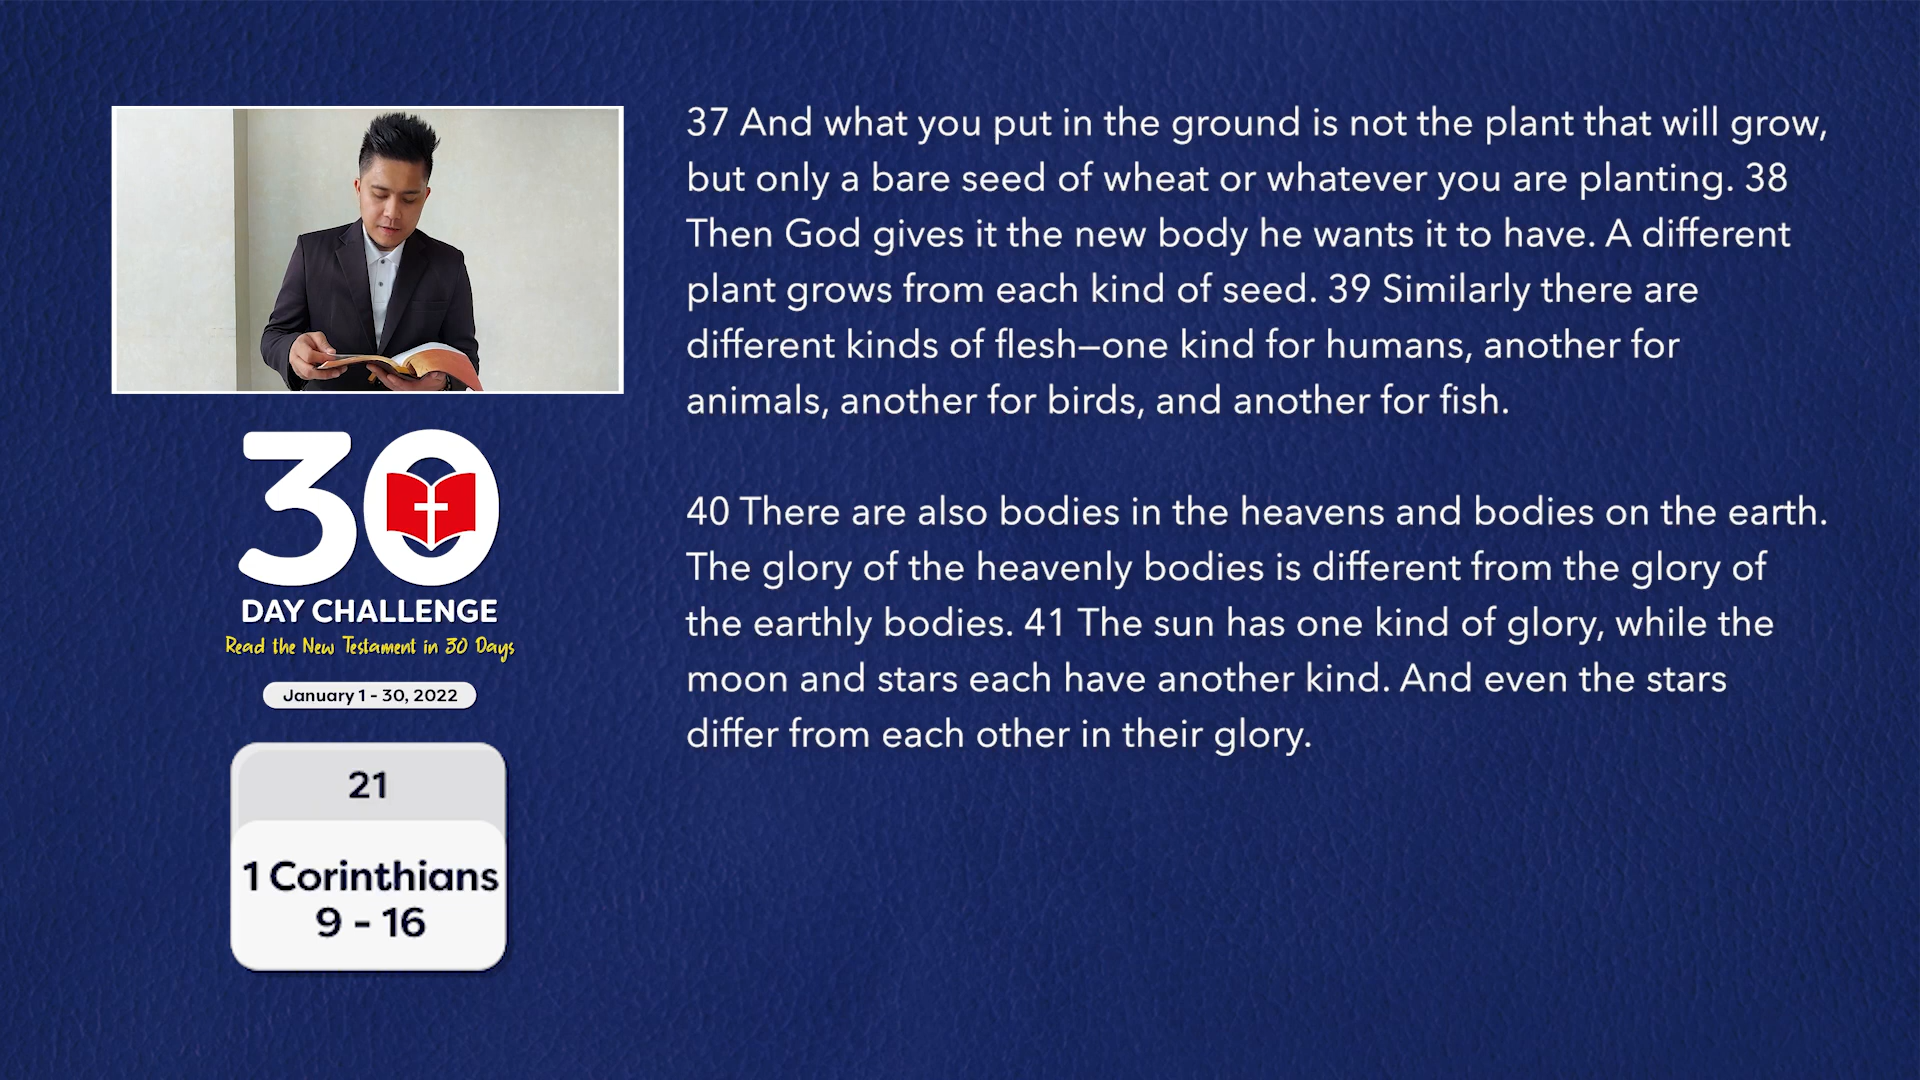 30
DAY CHALLENGE
Read the New Testament in 30 Days
January 1 - 30, 2022
21
1 Corinthians
9 - 16
37 And what you put in the ground is not the plant that will grow,
but only a bare seed of wheat or whatever you are planting. 38
Then God gives it the new body he wants it to have. A different
plant grows from each kind of seed. 39 Similarly there are
different kinds of flesh—one kind for humans, another for
animals, another for birds, and another for fish.
40 There are also bodies in the heavens and bodies on the earth.
The glory of the heavenly bodies is different from the glory of
the earthly bodies. 41 The sun has one kind of glory, while the
moon and stars each have another kind. And even the stars
differ from each other in their glory.